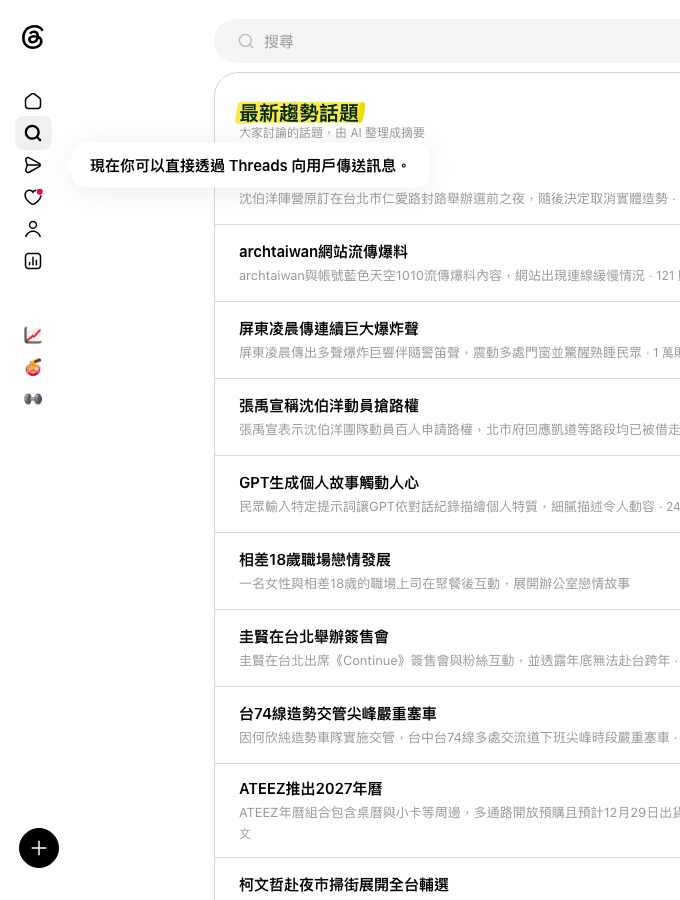 搜尋
最新趨勢話題
大家討論的話題，由 AI 整理成摘要
現在你可以直接透過 Threads 向用戶傳送訊息。
沈伯洋陣營原訂在台北市仁愛路封路舉辦選前之夜，隨後決定取消實體造勢 ·
archtaiwan網站流傳爆料
archtaiwan與帳號藍色天空1010流傳爆料內容，網站出現連線緩慢情況 · 121
屏東凌晨傳連續巨大爆炸聲
屏東凌晨傳出多聲爆炸巨響伴隨警笛聲，震動多處門窗並驚醒熟睡民眾 · 1 萬
張禹宣稱沈伯洋動員搶路權
張禹宣表示沈伯洋團隊動員百人申請路權，北市府回應凱道等路段均已被借走
GPT生成個人故事觸動人心
民眾輸入特定提示詞讓GPT依對話紀錄描繪個人特質，細膩描述令人動容 · 24
相差18歲職場戀情發展
一名女性與相差18歲的職場上司在聚餐後互動，展開辦公室戀情故事
圭賢在台北舉辦簽售會
圭賢在台北出席《Continue》簽售會與粉絲互動，並透露年底無法赴台跨年 ·
台74線造勢交管尖峰嚴重塞車
因何欣純造勢車隊實施交管，台中台74線多處交流道下班尖峰時段嚴重塞車 ·
ATEEZ推出2027年曆
ATEEZ年曆組合包含桌曆與小卡等周邊，多通路開放預購且預計12月29日出貨
文
柯文哲赴夜市掃街展開全台輔選